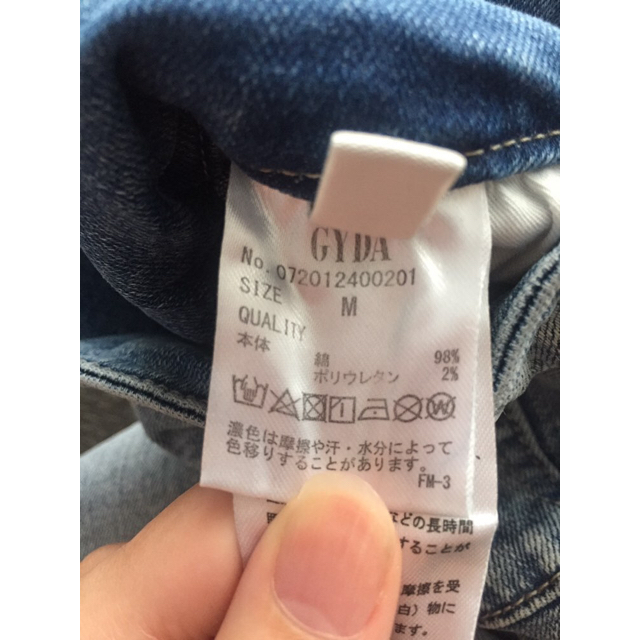 GYDA
No. 072012400201
SIZE M
QUALITY
本体 綿 98%
ポリウレタン 2%
濃色は摩擦や汗・水分によって
色移りすることがあります。
FM-3
などの長時間
することが
摩擦を受
白）物に
ます。